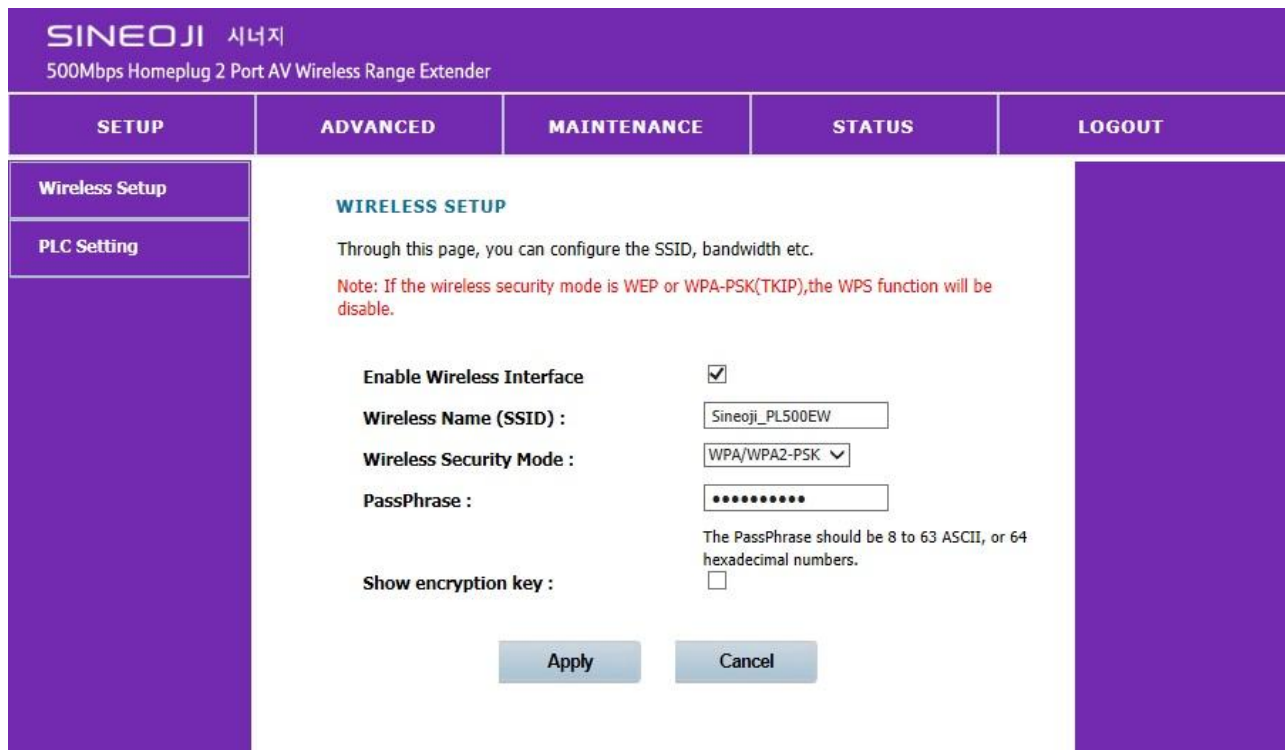 SINEOJI 시너지
500Mbps Homeplug 2 Port AV Wireless Range Extender
SETUP ADVANCED MAINTENANCE STATUS LOGOUT
Wireless Setup
PLC Setting
WIRELESS SETUP
Through this page, you can configure the SSID, bandwidth etc.
Note: If the wireless security mode is WEP or WPA-PSK(TKIP),the WPS function will be
disable.
Enable Wireless Interface
Wireless Name (SSID) : Sineoji_PL500EW
Wireless Security Mode : WPA/WPA2-PSK
PassPhrase : ••••••••••
The PassPhrase should be 8 to 63 ASCII, or 64
hexadecimal numbers.
Show encryption key :
Apply Cancel